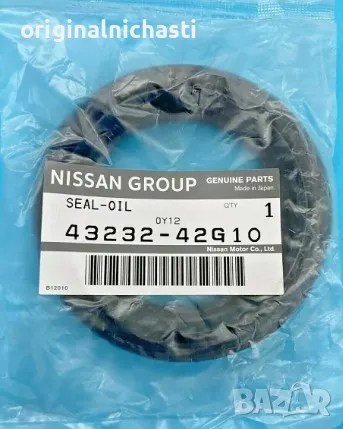 originalnichasti
NISSAN GROUP
GENUINE PARTS
Made in Japan
SEAL-OIL
QTY
1
0Y12
43232-42G10
Nissan Motor Co., Ltd.
B12010
BAZAR
bg